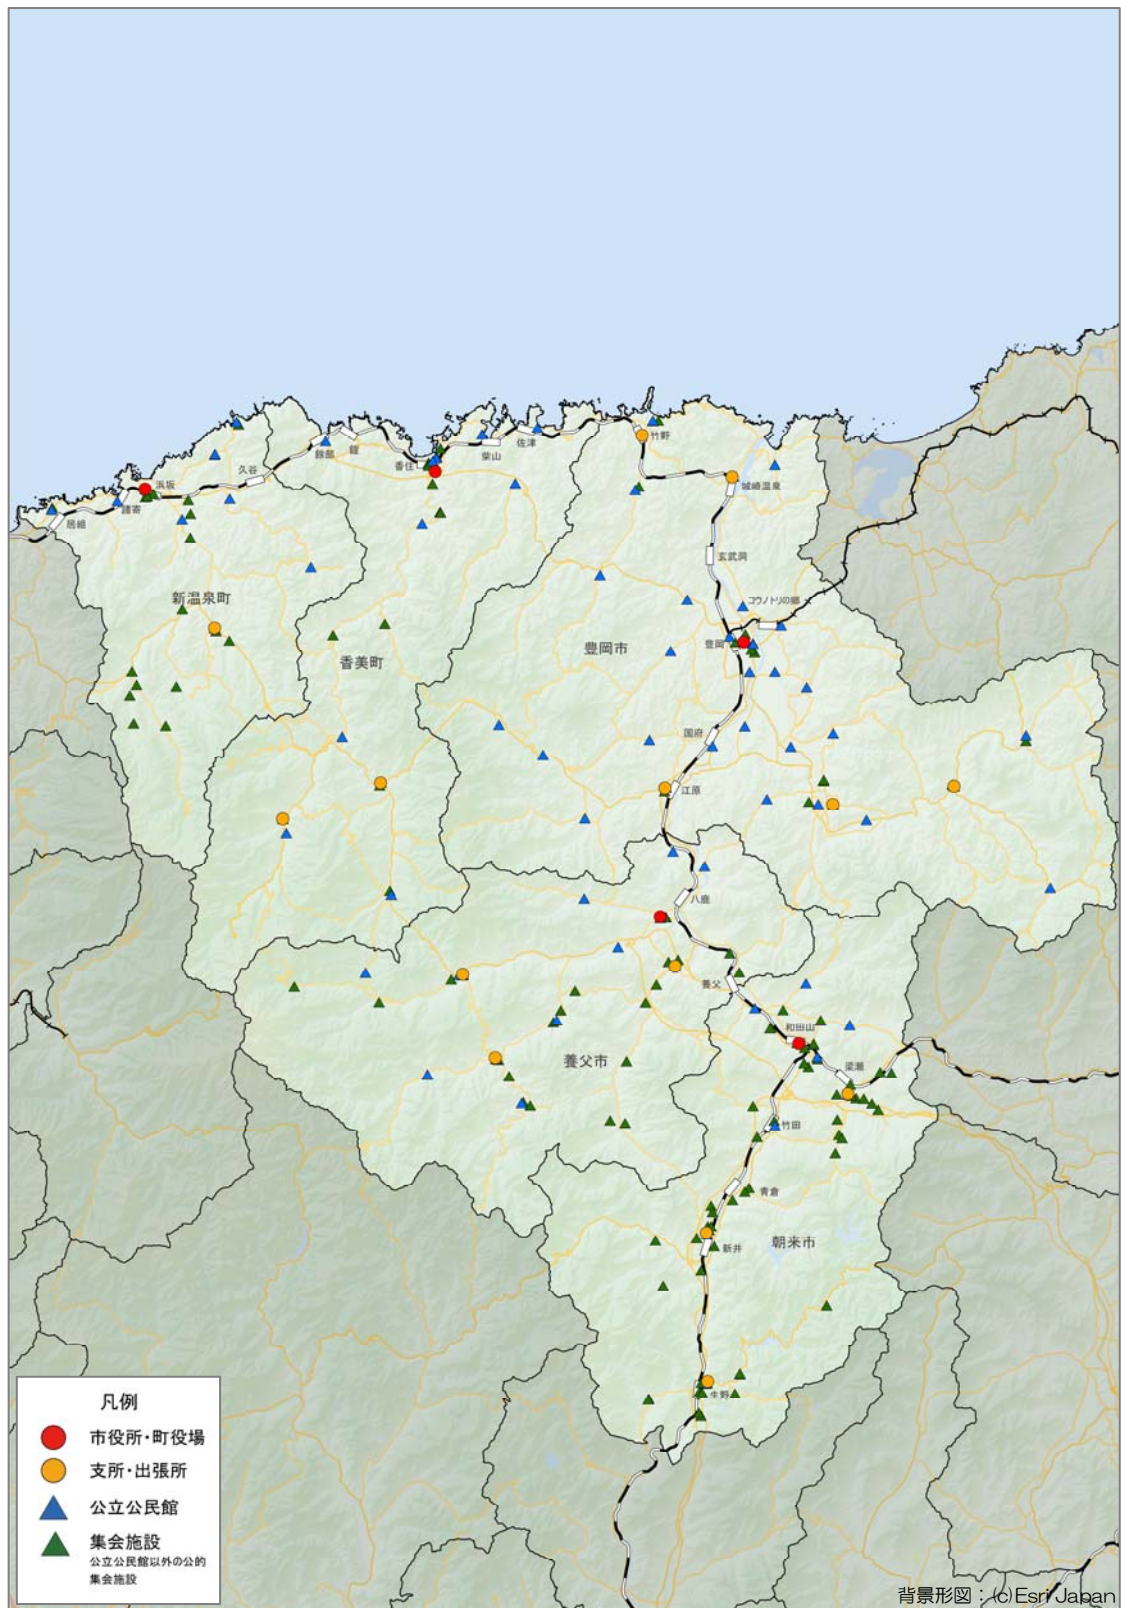 竹野
餘部
鎧
香住
柴山
佐津
久谷
浜坂
諸寄
居組
城崎温泉
玄武洞
コウノトリの郷
新温泉町
香美町
豊岡市
豊岡
国府
江原
八鹿
養父
和田山
養父市
梁瀬
竹田
青倉
新井
朝来市
生野
凡例
市役所・町役場
支所・出張所
公立公民館
集会施設
公立公民館以外の公的
集会施設
背景形図:(c)Esri Japan